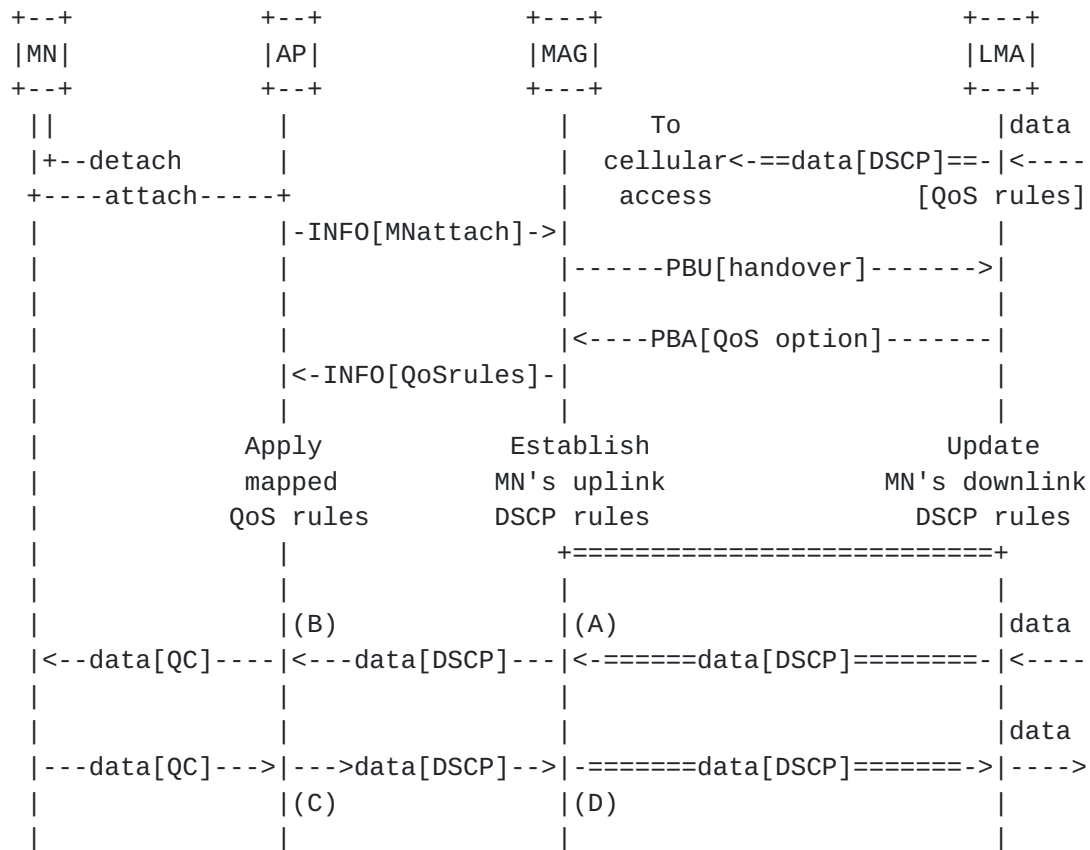 +--+            +--+             +---+                       +---+
|MN|            |AP|             |MAG|                       |LMA|
+--+            +--+             +---+                       +---+
 ||              |                 |     To                   |data
 |+--detach      |                 |  cellular<-==data[DSCP]==-|<----
 +----attach-----+                 |   access             [QoS rules]
 |               |-INFO[MNattach]->|                           |
 |               |                 |------PBU[handover]------->|
 |               |                 |                           |
 |               |                 |<----PBA[QoS option]-------|
 |               |<-INFO[QoSrules]-|                           |
 |               |                 |                           |
 |             Apply           Establish                   Update
 |             mapped         MN's uplink              MN's downlink
 |            QoS rules       DSCP rules                DSCP rules
 |               |                 +===========================+
 |               |                 |                           |
 |               |(B)              |(A)                        |data
 |<--data[QC]----|<---data[DSCP]---|<-======data[DSCP]========-|<----
 |               |                 |                           |
 |               |                 |                           |data
 |---data[QC]--->|--->data[DSCP]-->|-=======data[DSCP]=======->|---->
 |               |(C)              |(D)                        |
 |               |                 |                           |